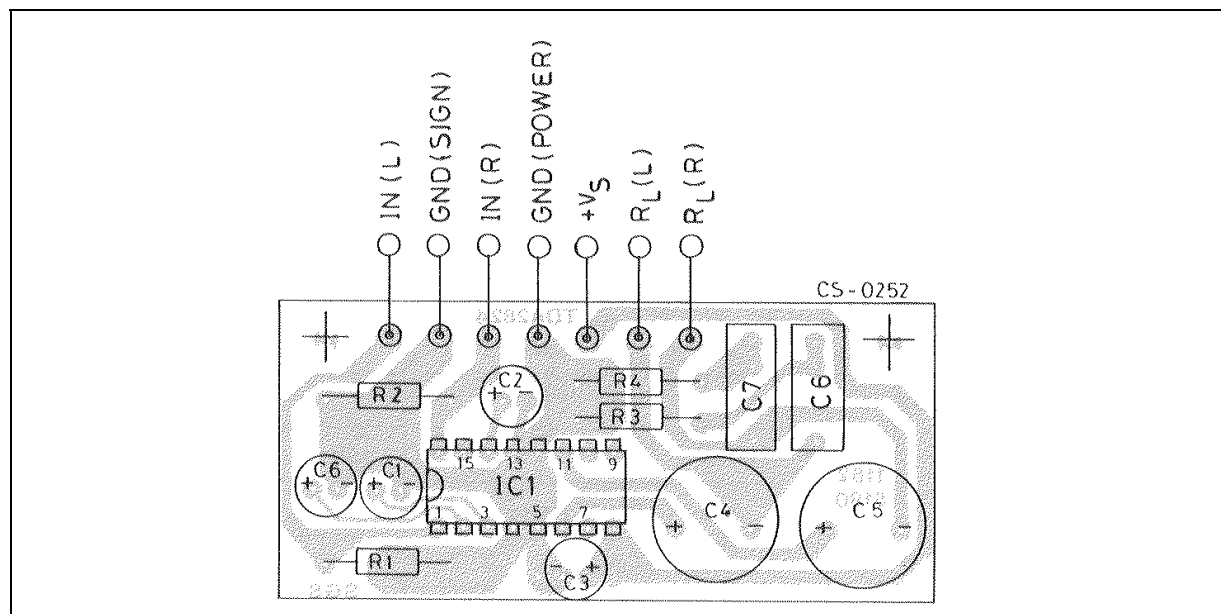 IN (L)
GND (SIGN)
IN (R)
GND (POWER)
+VS
RL (L)
RL (R)
CS-0252
R2
C2
R4
R3
C7
C6
C6
C1
15 13 11 9
IC1
1 3 5 7
C4
C5
R1
C3